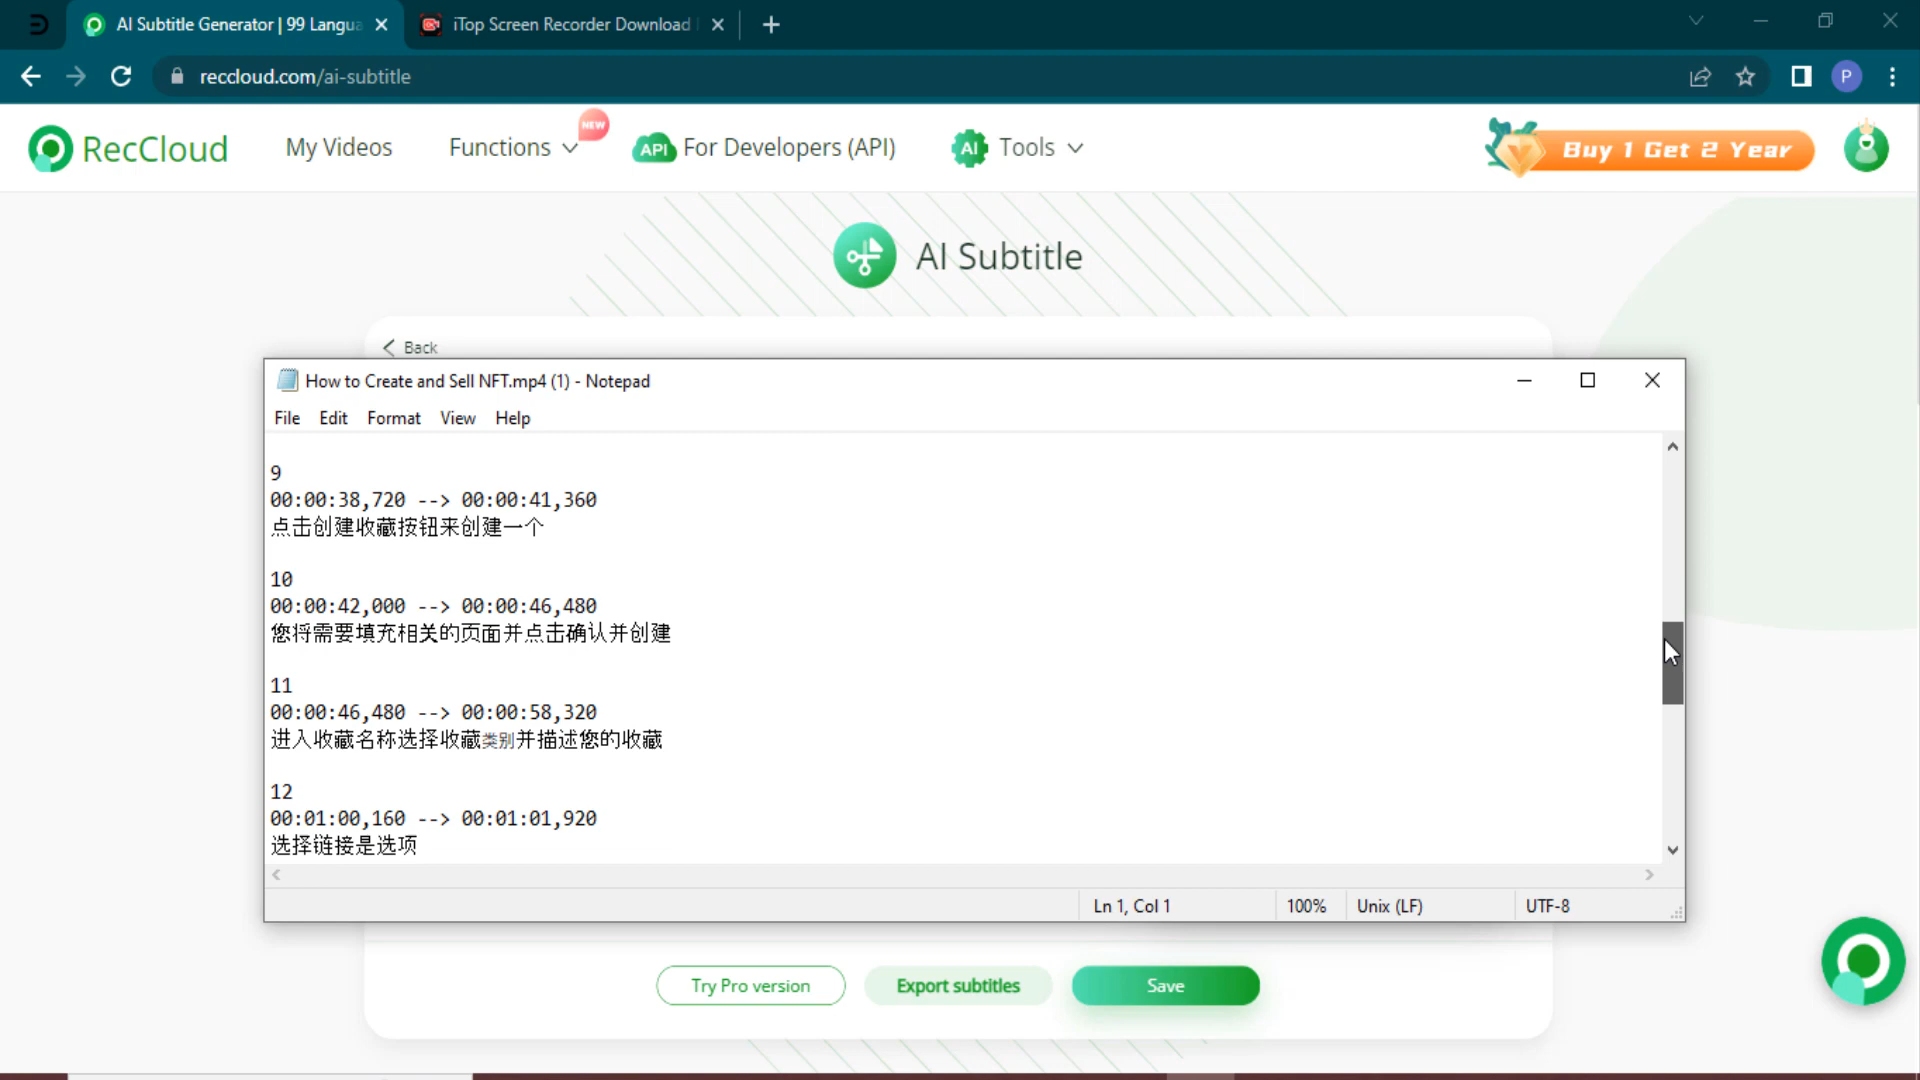 AI Subtitle Generator | 99 Langua
iTop Screen Recorder Download
reccloud.com/ai-subtitle
P
RecCloud
My Videos
Functions
NEW
API
For Developers (API)
AI
Tools
Buy 1 Get 2 Year
AI Subtitle
Back
How to Create and Sell NFT.mp4 (1) - Notepad
File Edit Format View Help
9
00:00:38,720 --> 00:00:41,360
点击创建收藏按钮来创建一个
10
00:00:42,000 --> 00:00:46,480
您将需要填充相关的页面并点击确认并创建
11
00:00:46,480 --> 00:00:58,320
进入收藏名称选择收藏类别并描述您的收藏
12
00:01:00,160 --> 00:01:01,920
选择链接是选项
Ln 1, Col 1
100%
Unix (LF)
UTF-8
Try Pro version
Export subtitles
Save